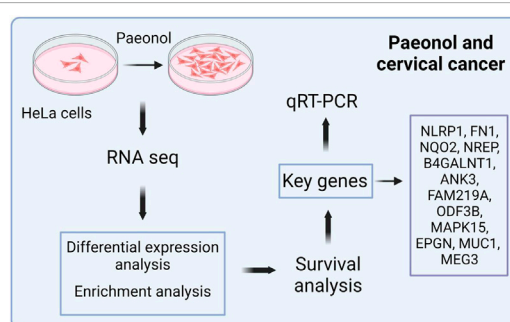 Paeonol
Paeonol and
cervical cancer
HeLa cells
RNA seq
Differential expression
analysis
Enrichment analysis
Survival
analysis
Key genes
qRT-PCR
NLRP1, FN1,
NQO2, NREP,
B4GALNT1,
ANK3,
FAM219A,
ODF3B,
MAPK15,
EPGN, MUC1,
MEG3